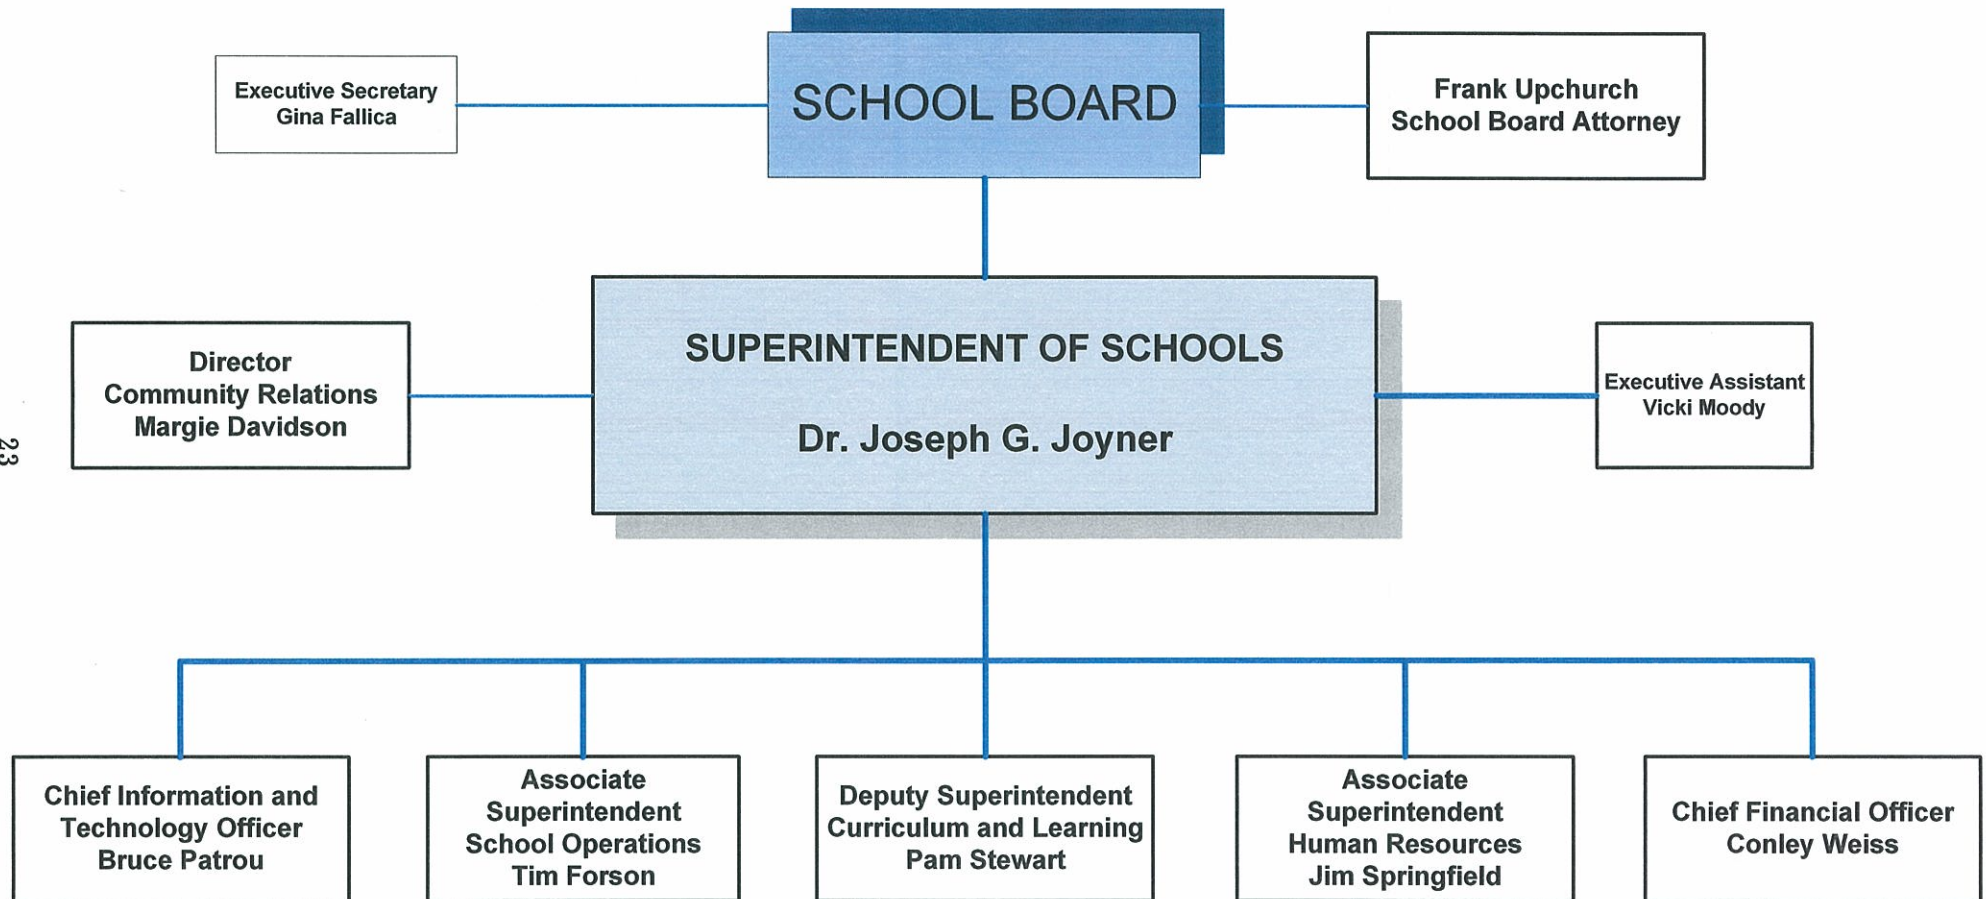 Executive Secretary
Gina Fallica
SCHOOL BOARD
Frank Upchurch
School Board Attorney
Director
Community Relations
Margie Davidson
SUPERINTENDENT OF SCHOOLS
Dr. Joseph G. Joyner
Executive Assistant
Vicki Moody
23
Chief Information and
Technology Officer
Bruce Patrou
Associate
Superintendent
School Operations
Tim Forson
Deputy Superintendent
Curriculum and Learning
Pam Stewart
Associate
Superintendent
Human Resources
Jim Springfield
Chief Financial Officer
Conley Weiss